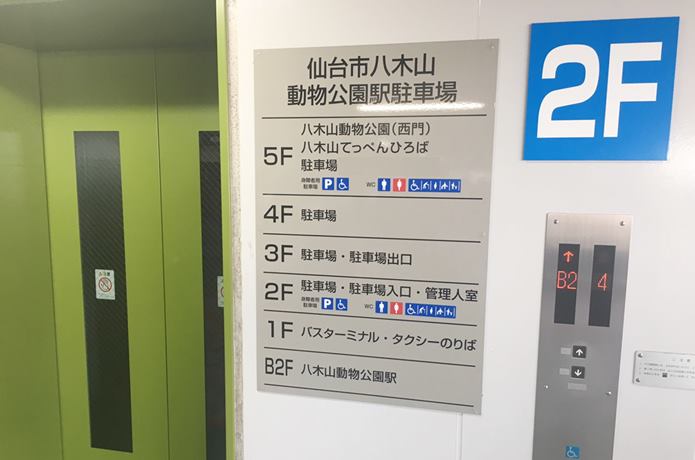 仙台市八木山
動物公園駅駐車場
5F 八木山動物公園(西門)
八木山てっぺんひろば
駐車場
身障者用 駐車場 P WC
4F 駐車場
3F 駐車場・駐車場出口
2F 駐車場・駐車場入口・管理人室
身障者用 駐車場 P WC
1F バスターミナル・タクシーのりば
B2F 八木山動物公園駅
2F
B2 4